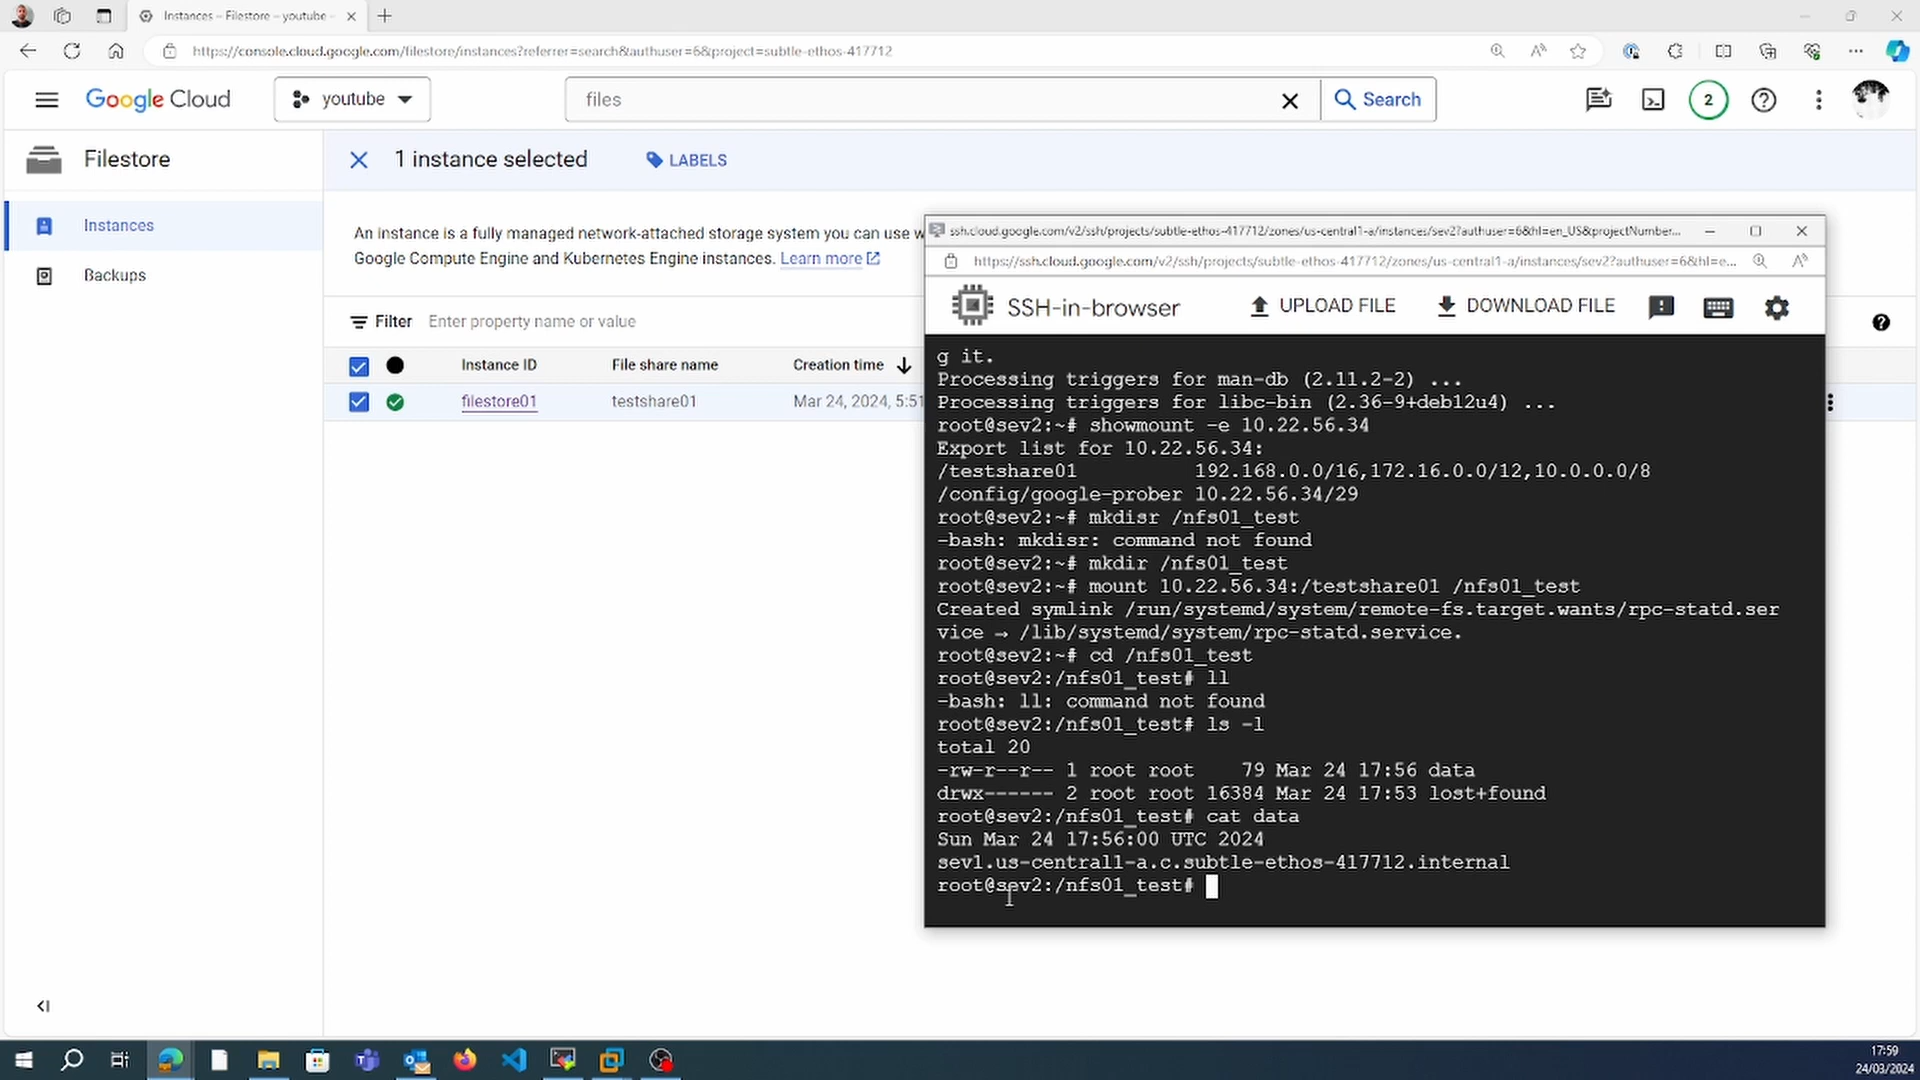 Instances – Filestore – youtube -
https://console.cloud.google.com/filestore/instances?referrer=search&authuser=6&project=subtle-ethos-417712
Google Cloud
youtube
files
Search
2
Filestore
1 instance selected
LABELS
Instances
Backups
An instance is a fully managed network-attached storage system you can use w
Google Compute Engine and Kubernetes Engine instances. Learn more
Filter Enter property name or value
Instance ID File share name Creation time
filestore01 testshare01 Mar 24, 2024, 5:51
ssh.cloud.google.com/v2/ssh/projects/subtle-ethos-417712/zones/us-central1-a/instances/sev2?authuser=6&hl=en_US&projectNumber...
https://ssh.cloud.google.com/v2/ssh/projects/subtle-ethos-417712/zones/us-central1-a/instances/sev2?authuser=6&hl=e...
SSH-in-browser
UPLOAD FILE
DOWNLOAD FILE
g it.
Processing triggers for man-db (2.11.2-2) ...
Processing triggers for libc-bin (2.36-9+deb12u4) ...
root@sev2:~# showmount -e 10.22.56.34
Export list for 10.22.56.34:
/testshare01 192.168.0.0/16,172.16.0.0/12,10.0.0.0/8
/config/google-prober 10.22.56.34/29
root@sev2:~# mkdisr /nfs01_test
-bash: mkdisr: command not found
root@sev2:~# mkdir /nfs01_test
root@sev2:~# mount 10.22.56.34:/testshare01 /nfs01_test
Created symlink /run/systemd/system/remote-fs.target.wants/rpc-statd.ser
vice → /lib/systemd/system/rpc-statd.service.
root@sev2:~# cd /nfs01_test
root@sev2:/nfs01_test# ll
-bash: ll: command not found
root@sev2:/nfs01_test# ls -l
total 20
-rw-r--r-- 1 root root 79 Mar 24 17:56 data
drwx------ 2 root root 16384 Mar 24 17:53 lost+found
root@sev2:/nfs01_test# cat data
Sun Mar 24 17:56:00 UTC 2024
sev1.us-central1-a.c.subtle-ethos-417712.internal
root@sev2:/nfs01_test#
17:59
24/03/2024